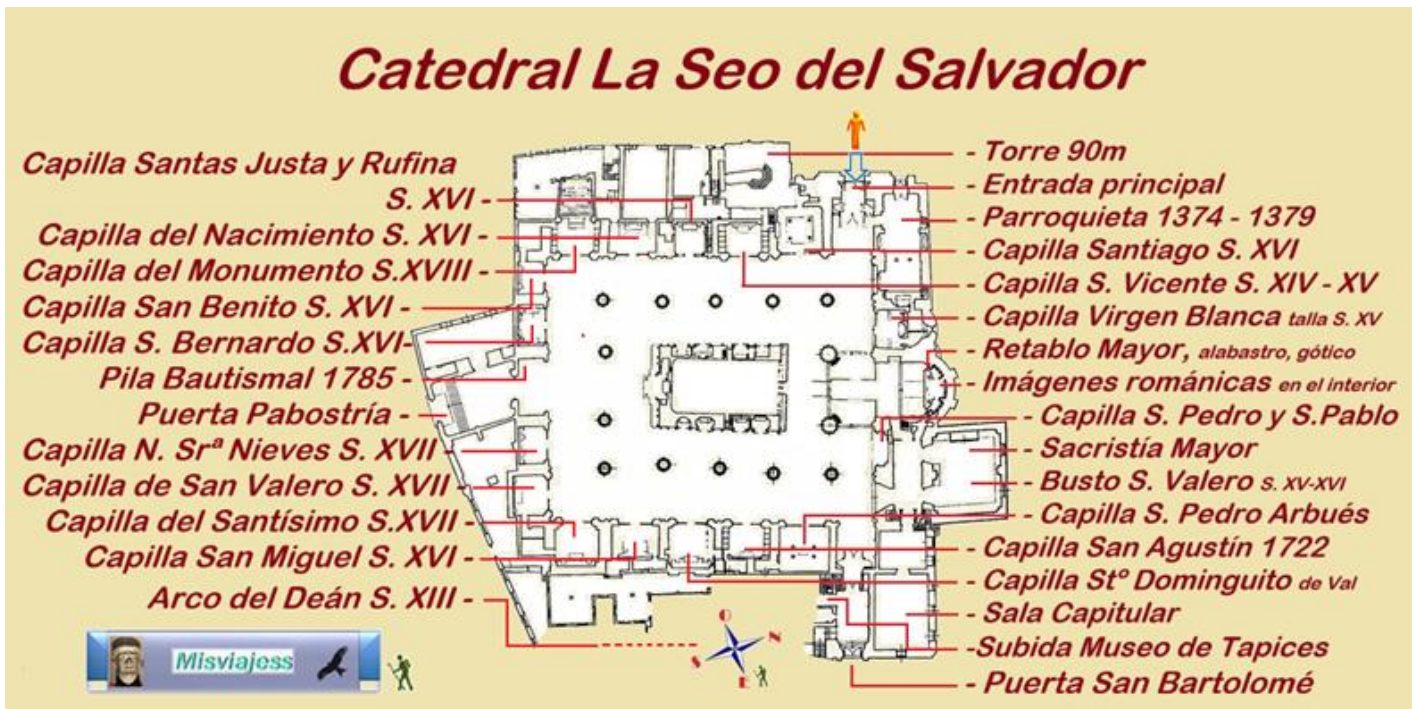 Catedral La Seo del Salvador
Capilla Santas Justa y Rufina
S. XVI -
Capilla del Nacimiento S. XVI -
Capilla del Monumento S.XVIII -
Capilla San Benito S. XVI -
Capilla S. Bernardo S.XVI-
Pila Bautismal 1785 -
Puerta Pabostría -
Capilla N. Srª Nieves S. XVII -
Capilla de San Valero S. XVII -
Capilla del Santísimo S.XVII -
Capilla San Miguel S. XVI -
Arco del Deán S. XIII -
- Torre 90m
- Entrada principal
- Parroquieta 1374 - 1379
- Capilla Santiago S. XVI
- Capilla S. Vicente S. XIV - XV
- Capilla Virgen Blanca talla S. XV
- Retablo Mayor, alabastro, gótico
- Imágenes románicas en el interior
- Capilla S. Pedro y S.Pablo
- Sacristía Mayor
- Busto S. Valero S. XV-XVI
- Capilla S. Pedro Arbués
- Capilla San Agustín 1722
- Capilla Stº Dominguito de Val
- Sala Capitular
-Subida Museo de Tapices
- Puerta San Bartolomé
O
N
S
E
Misviajess